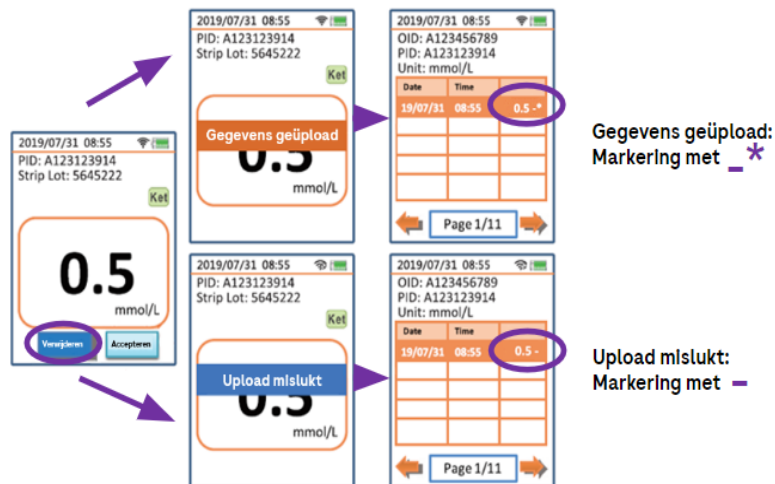 2019/07/31 08:55
PID: A123123914
Strip Lot: 5645222
Ket
0.5
mmol/L
Verwijderen
Accepteren
2019/07/31 08:55
PID: A123123914
Strip Lot: 5645222
Ket
Gegevens geüpload
0.5
mmol/L
2019/07/31 08:55
OID: A123456789
PID: A123123914
Unit: mmol/L
Date Time
19/07/31 08:55 0.5 -*
Page 1/11
Gegevens geüpload:
Markering met _*
2019/07/31 08:55
PID: A123123914
Strip Lot: 5645222
Ket
Upload mislukt
0.5
mmol/L
2019/07/31 08:55
OID: A123456789
PID: A123123914
Unit: mmol/L
Date Time
19/07/31 08:55 0.5 -
Page 1/11
Upload mislukt:
Markering met –